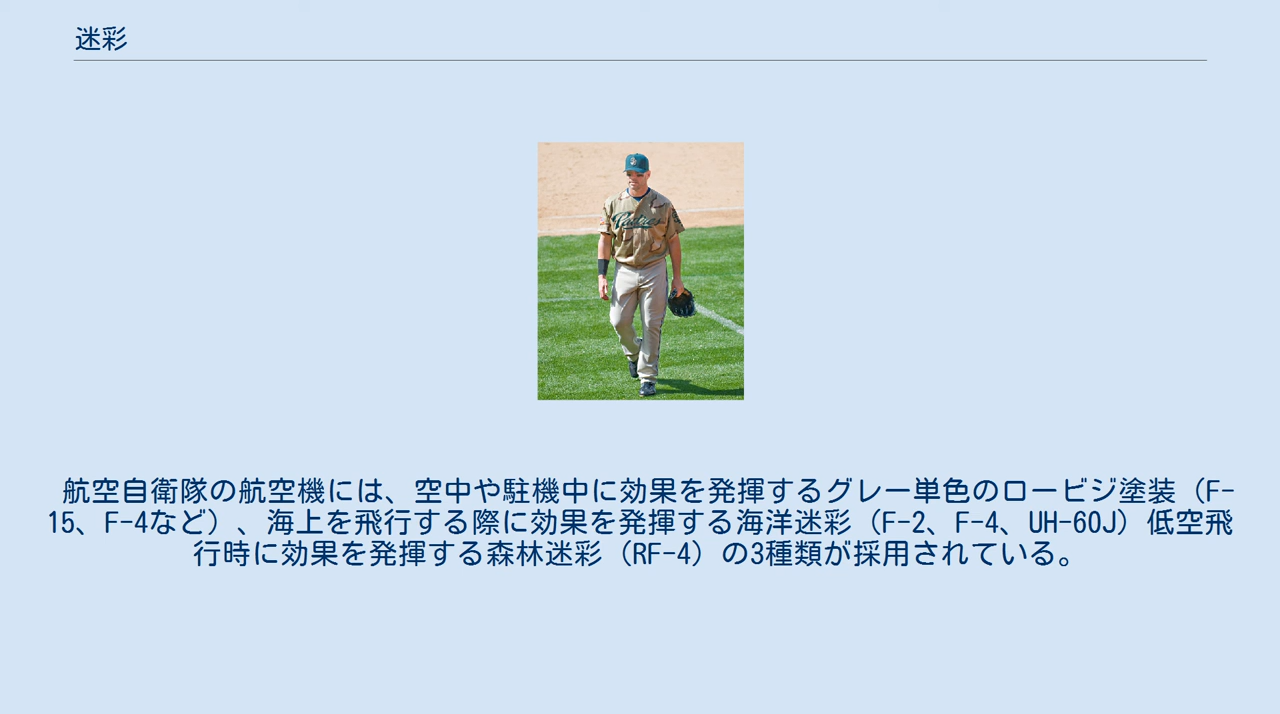 迷彩
Padres
航空自衛隊の航空機には、空中や駐機中に効果を発揮するグレー単色のロービジ塗装（F-
15、F-4など）、海上を飛行する際に効果を発揮する海洋迷彩（F-2、F-4、UH-60J）低空飛
行時に効果を発揮する森林迷彩（RF-4）の3種類が採用されている。